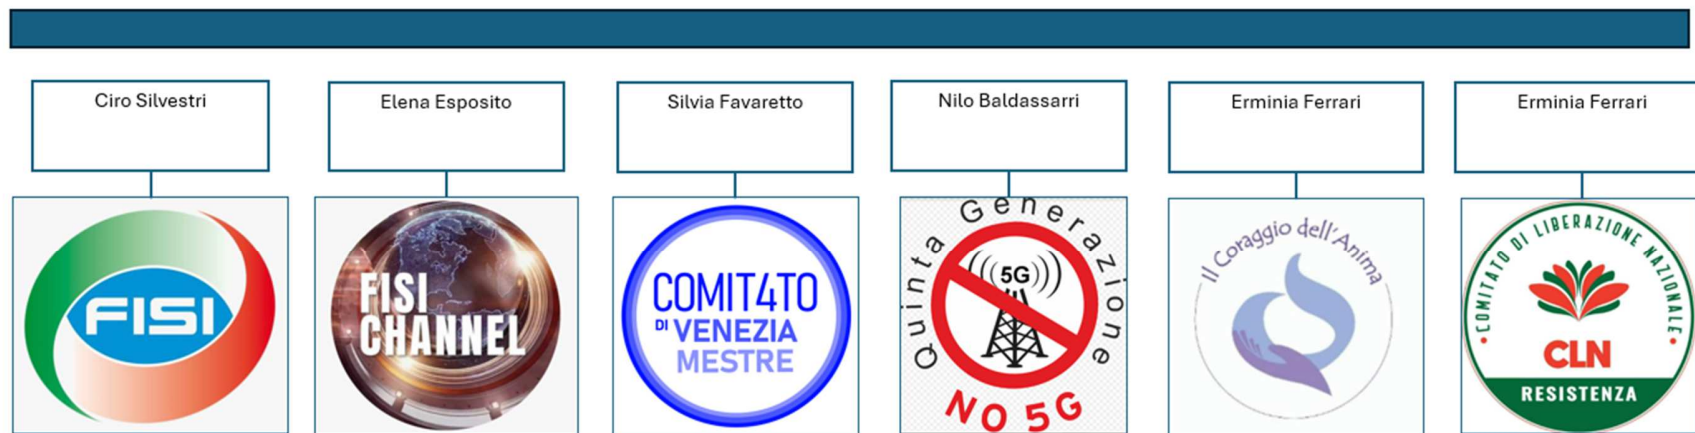 Ciro Silvestri
Elena Esposito
Silvia Favaretto
Nilo Baldassarri
Erminia Ferrari
Erminia Ferrari
FISI
FISI
CHANNEL
COMIT4TO
DI VENEZIA
MESTRE
Quinta Generazione
5G
NO 5G
Il Coraggio dell'Anima
• COMITATO DI LIBERAZIONE NAZIONALE •
CLN
RESISTENZA